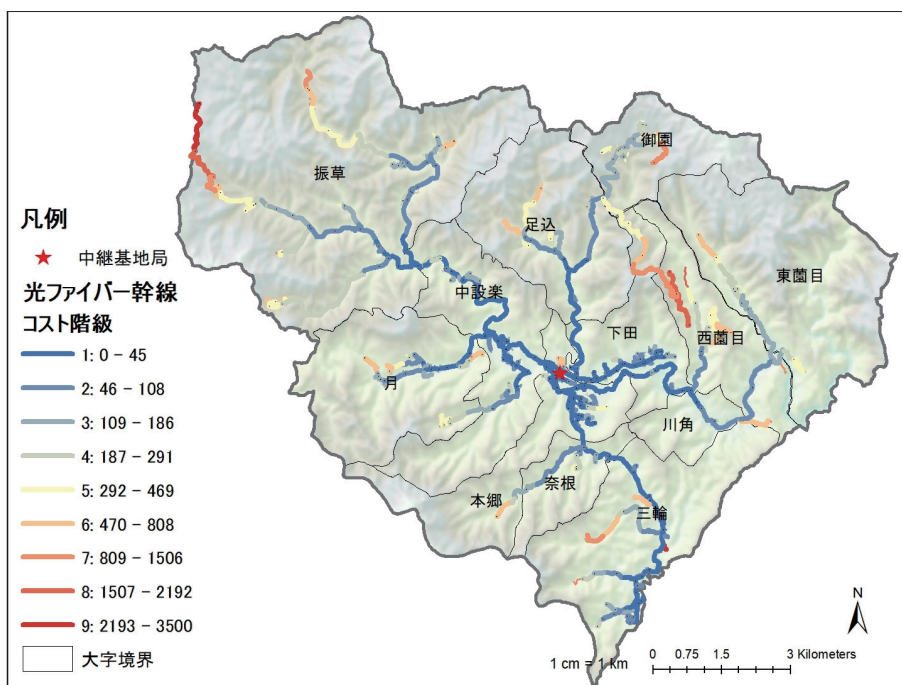 御園
振草
足込
東薗目
凡例
中継基地局
中設楽
光ファイバー幹線
コスト階級
下田
西薗目
1: 0 - 45
2: 46 - 108
月
3: 109 - 186
川角
4: 187 - 291
奈根
本郷
5: 292 - 469
三輪
6: 470 - 808
7: 809 - 1506
8: 1507 - 2192
N
9: 2193 - 3500
大字境界
1 cm = 1 km
0 0.75 1.5 3 Kilometers